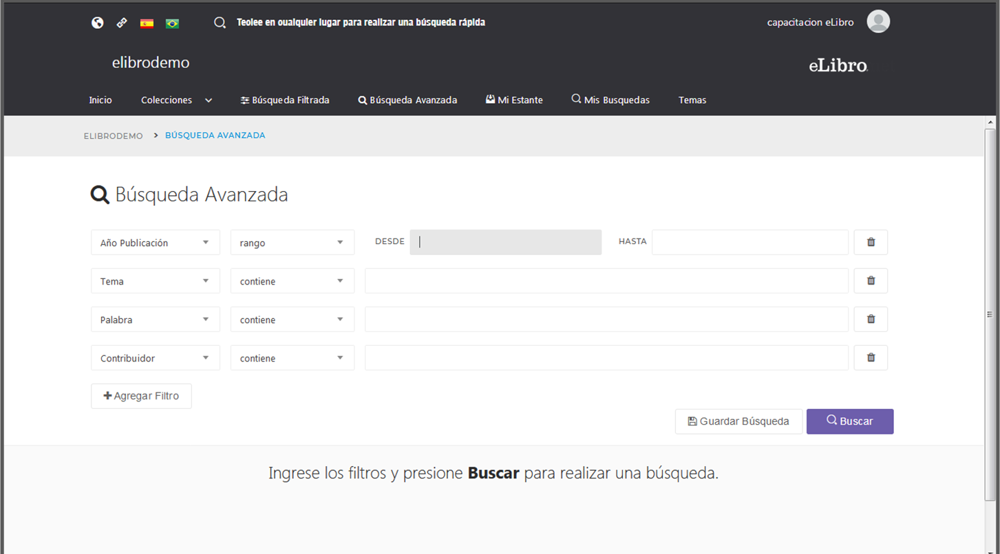 Teolee en oualquier lugar para realizar una búsqueda rápida
capacitacion eLibro
elibrodemo
eLibro
Inicio Colecciones Búsqueda Filtrada Búsqueda Avanzada Mi Estante Mis Busquedas Temas
ELIBRODEMO > BÚSQUEDA AVANZADA
Búsqueda Avanzada
Año Publicación rango DESDE HASTA
Tema contiene
Palabra contiene
Contribuidor contiene
Agregar Filtro
Guardar Búsqueda Buscar
Ingrese los filtros y presione Buscar para realizar una búsqueda.